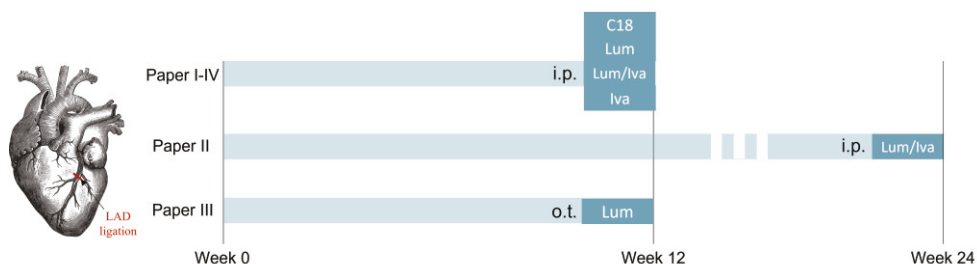 C18
Lum
Paper I-IV i.p. Lum/Iva
Iva
Paper II i.p. Lum/Iva
Paper III o.t. Lum
LAD
ligation
Week 0 Week 12 Week 24